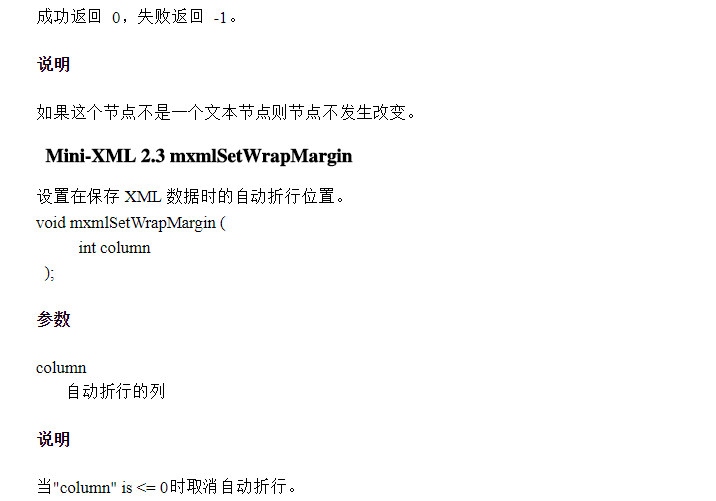 成功返回 0，失败返回 -1。
说明
如果这个节点不是一个文本节点则节点不发生改变。
Mini-XML 2.3 mxmlSetWrapMargin
设置在保存 XML 数据时的自动折行位置。
void mxmlSetWrapMargin (
int column
);
参数
column
自动折行的列
说明
当"column" is <= 0时取消自动折行。